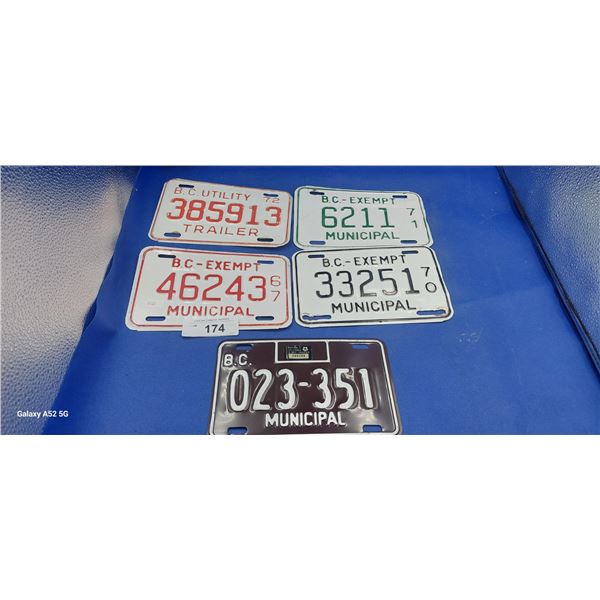 B.C. UTILITY 72
385913
TRAILER
B.C.-EXEMPT
6211 71
MUNICIPAL
B.C.-EXEMPT
46243 67
MUNICIPAL
174
B.C.-EXEMPT
33251 70
MUNICIPAL
B.C.
023-351
MUNICIPAL
Galaxy A52 5G